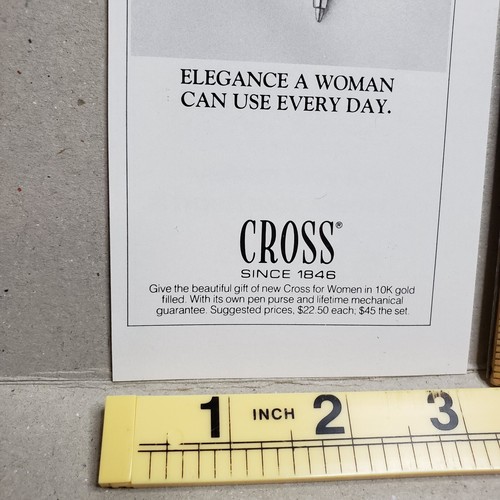 ELEGANCE A WOMAN
CAN USE EVERY DAY.
CROSS®
SINCE 1846
Give the beautiful gift of new Cross for Women in 10K gold
filled. With its own pen purse and lifetime mechanical
guarantee. Suggested prices, $22.50 each; $45 the set.
1 INCH 2 3